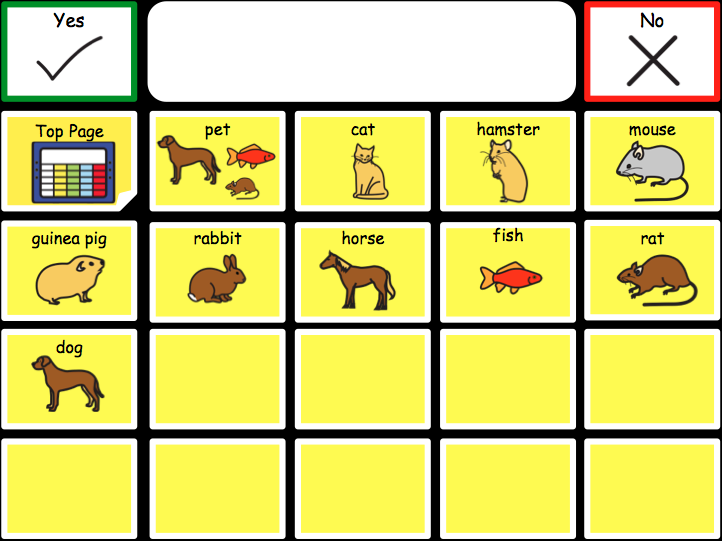 Yes
No
Top Page
pet
cat
hamster
mouse
guinea pig
rabbit
horse
fish
rat
dog